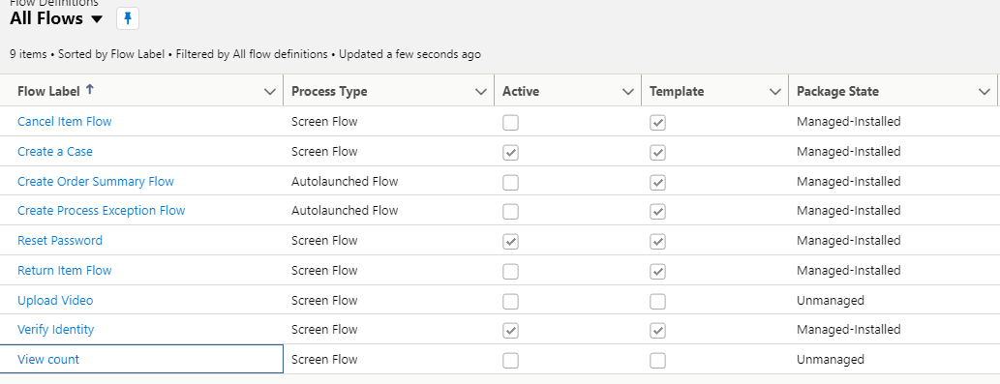 Flow Definitions
All Flows
9 items • Sorted by Flow Label • Filtered by All flow definitions • Updated a few seconds ago
Flow Label Process Type Active Template Package State
Cancel Item Flow Screen Flow Managed-Installed
Create a Case Screen Flow Managed-Installed
Create Order Summary Flow Autolaunched Flow Managed-Installed
Create Process Exception Flow Autolaunched Flow Managed-Installed
Reset Password Screen Flow Managed-Installed
Return Item Flow Screen Flow Managed-Installed
Upload Video Screen Flow Unmanaged
Verify Identity Screen Flow Managed-Installed
View count Screen Flow Unmanaged